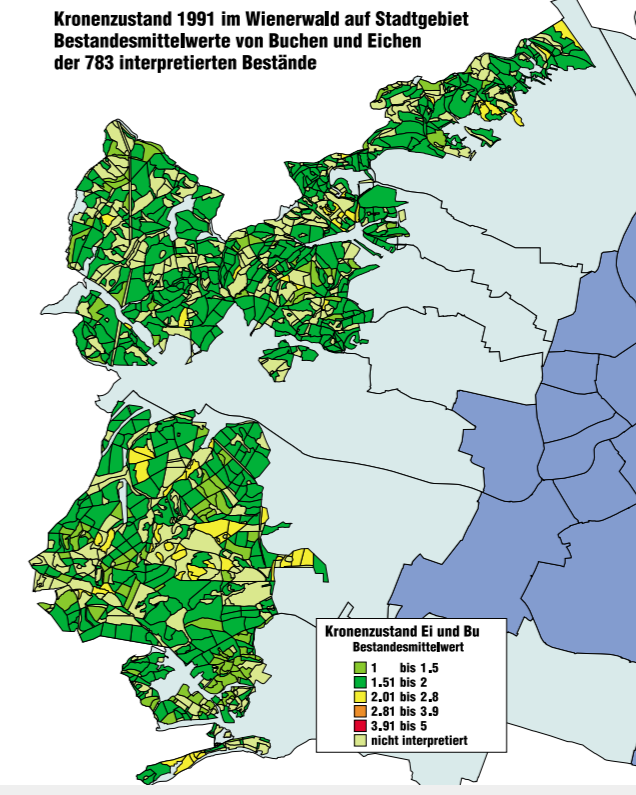 Kronenzustand 1991 im Wienerwald auf Stadtgebiet
Bestandesmittelwerte von Buchen und Eichen
der 783 interpretierten Bestände
Kronenzustand Ei und Bu
Bestandesmittelwert
1 bis 1.5
1.51 bis 2
2.01 bis 2.8
2.81 bis 3.9
3.91 bis 5
nicht interpretiert